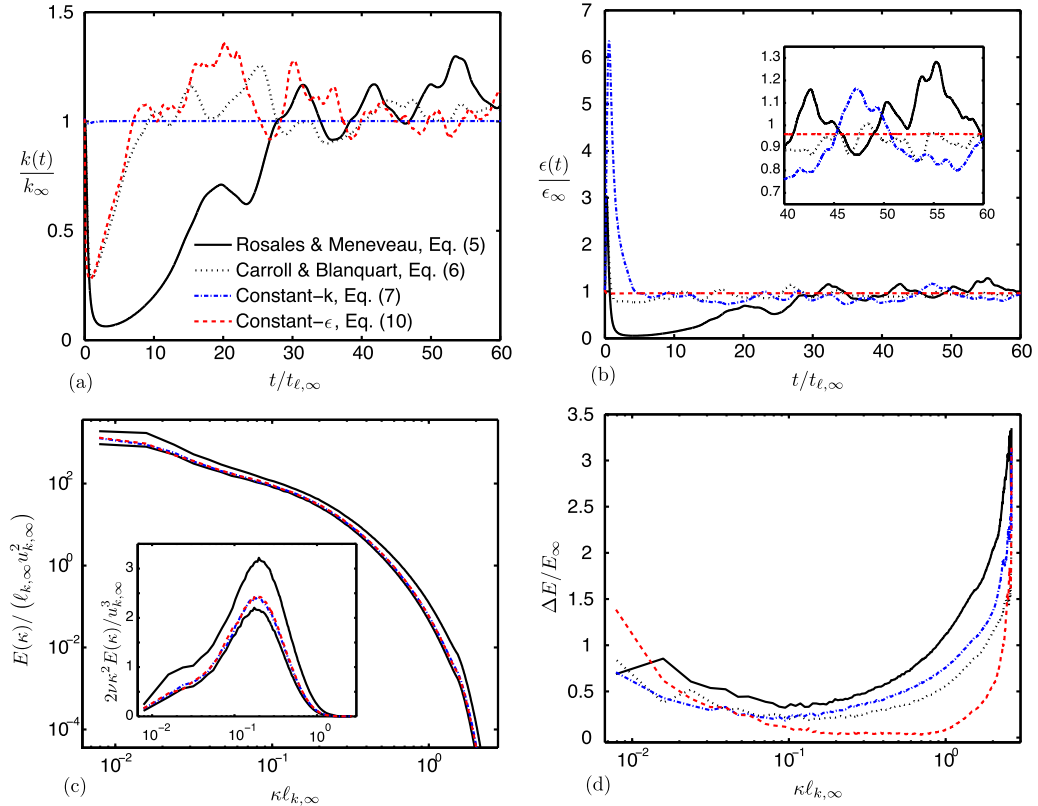 1.5
1
0.5
0
k(t)
k∞
Rosales & Meneveau, Eq. (5)
Carroll & Blanquart, Eq. (6)
Constant−k, Eq. (7)
Constant−ϵ, Eq. (10)
0 10 20 30 40 50 60
t/tℓ,∞
(a)
7
6
5
4
3
2
1
0
ϵ(t)
ϵ∞
1.3
1.2
1.1
1
0.9
0.8
0.7
40 45 50 55 60
0 10 20 30 40 50 60
t/tℓ,∞
(b)
10²
10⁰
10⁻²
10⁻⁴
E(κ)/(ℓk,∞u²k,∞)
3
2
1
0
2νκ²E(κ)/u³k,∞
10⁻² 10⁻¹ 10⁰
10⁻² 10⁻¹ 10⁰
κℓk,∞
(c)
3.5
3
2.5
2
1.5
1
0.5
0
ΔE/E∞
10⁻² 10⁻¹ 10⁰
κℓk,∞
(d)